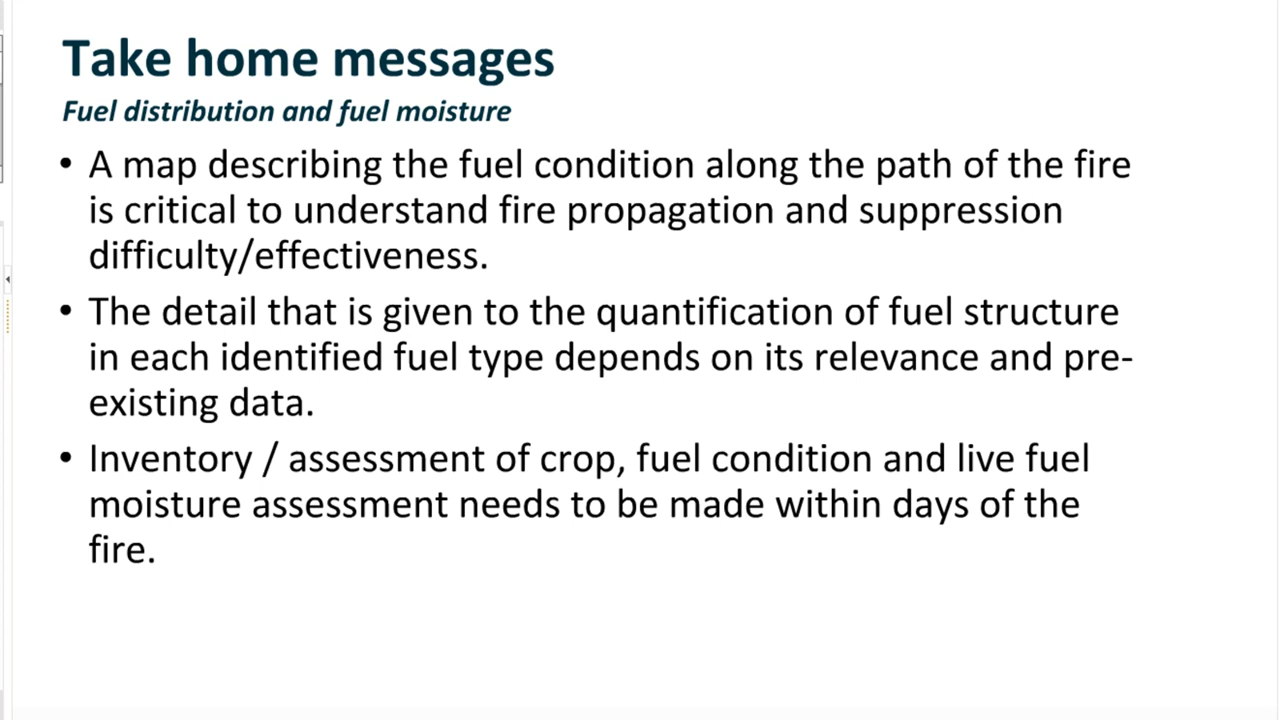 Take home messages
Fuel distribution and fuel moisture
• A map describing the fuel condition along the path of the fire
is critical to understand fire propagation and suppression
difficulty/effectiveness.
• The detail that is given to the quantification of fuel structure
in each identified fuel type depends on its relevance and pre-
existing data.
• Inventory / assessment of crop, fuel condition and live fuel
moisture assessment needs to be made within days of the
fire.